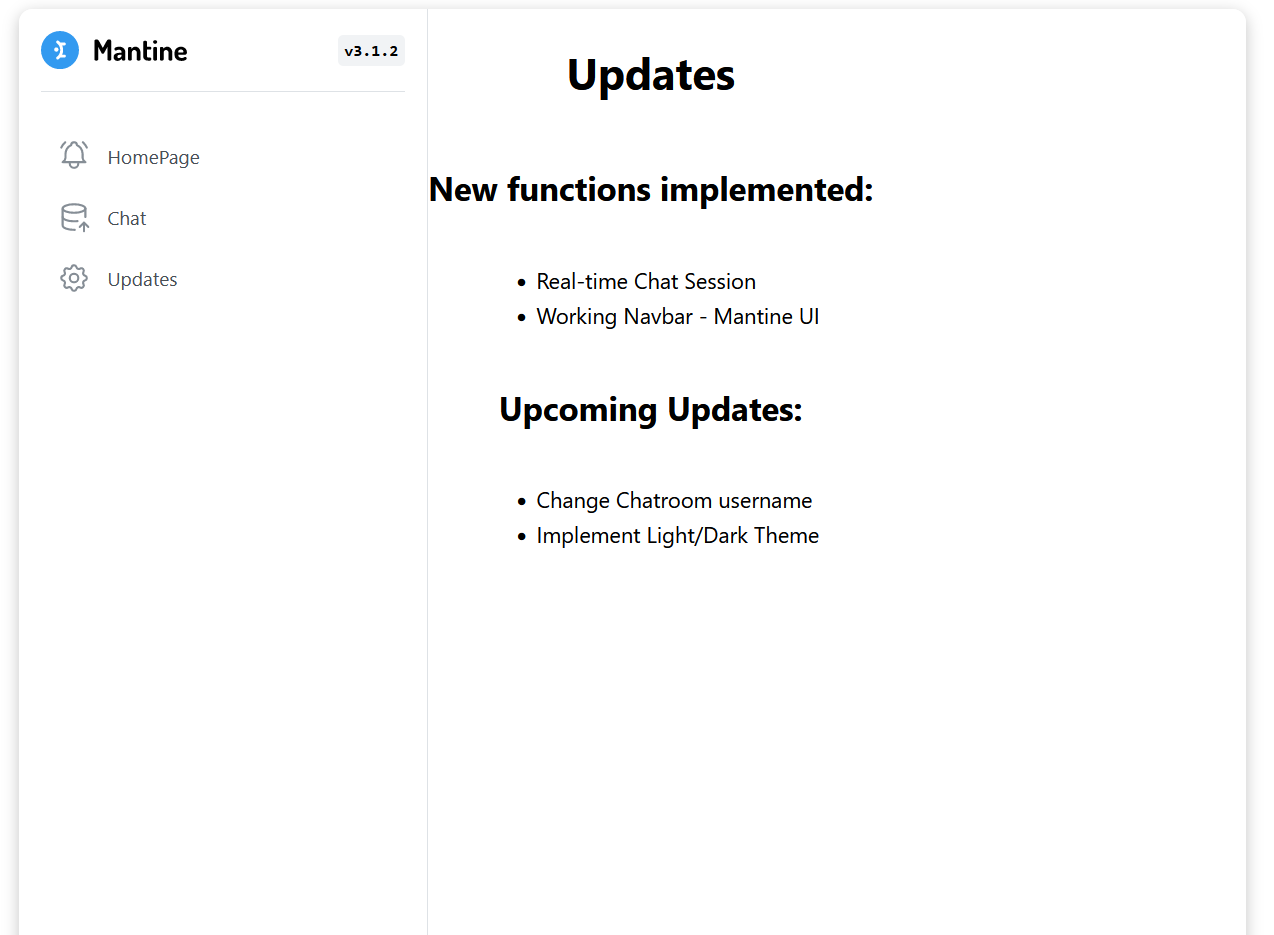 Mantine
v3.1.2
HomePage
Chat
Updates
Updates
New functions implemented:
Real-time Chat Session
Working Navbar - Mantine UI
Upcoming Updates:
Change Chatroom username
Implement Light/Dark Theme